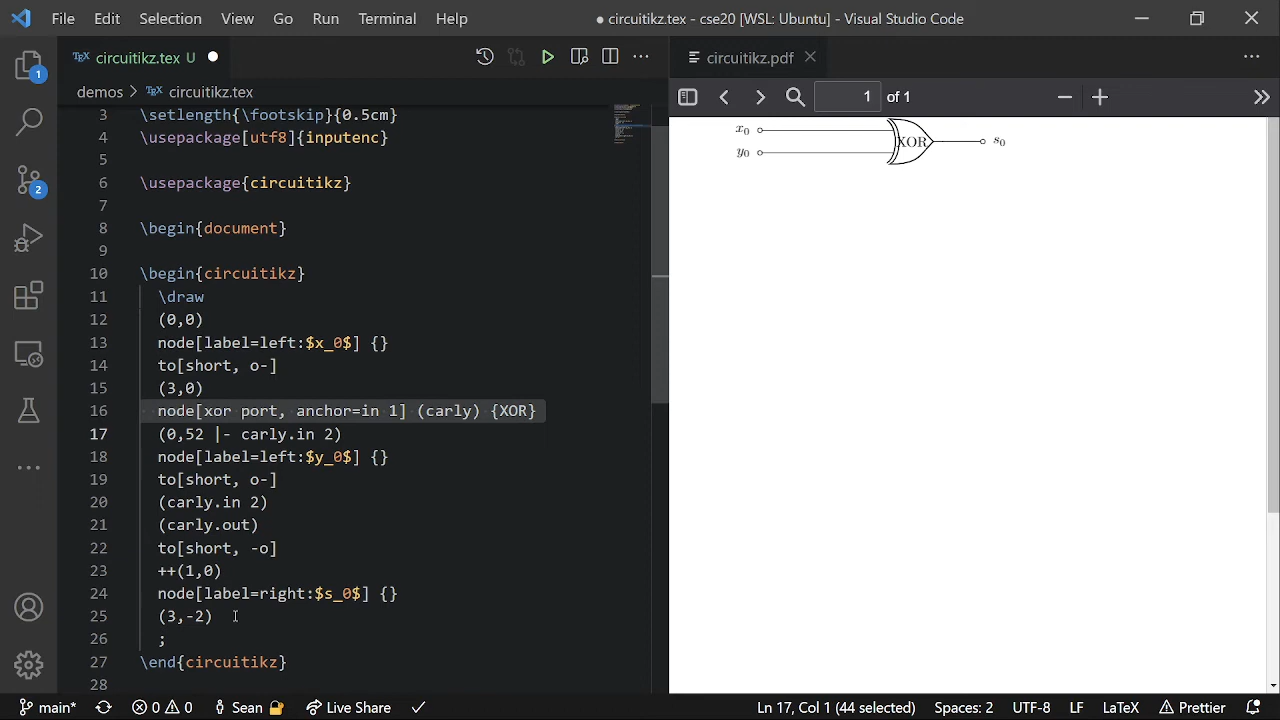 File Edit Selection View Go Run Terminal Help ● circuitikz.tex - cse20 [WSL: Ubuntu] - Visual Studio Code
circuitikz.tex U
circuitikz.pdf
demos > circuitikz.tex
1 of 1
3 \setlength{\footskip}{0.5cm}
4 \usepackage[utf8]{inputenc}
5
6 \usepackage{circuitikz}
7
8 \begin{document}
9
10 \begin{circuitikz}
11 \draw
12 (0,0)
13 node[label=left:$x_0$] {}
14 to[short, o-]
15 (3,0)
16 node[xor port, anchor=in 1] (carly) {XOR}
17 (0,52 |- carly.in 2)
18 node[label=left:$y_0$] {}
19 to[short, o-]
20 (carly.in 2)
21 (carly.out)
22 to[short, -o]
23 ++(1,0)
24 node[label=right:$s_0$] {}
25 (3,-2)
26 ;
27 \end{circuitikz}
28
x₀
y₀
XOR
s₀
1
2
main* 0 0 Sean Live Share Ln 17, Col 1 (44 selected) Spaces: 2 UTF-8 LF LaTeX Prettier